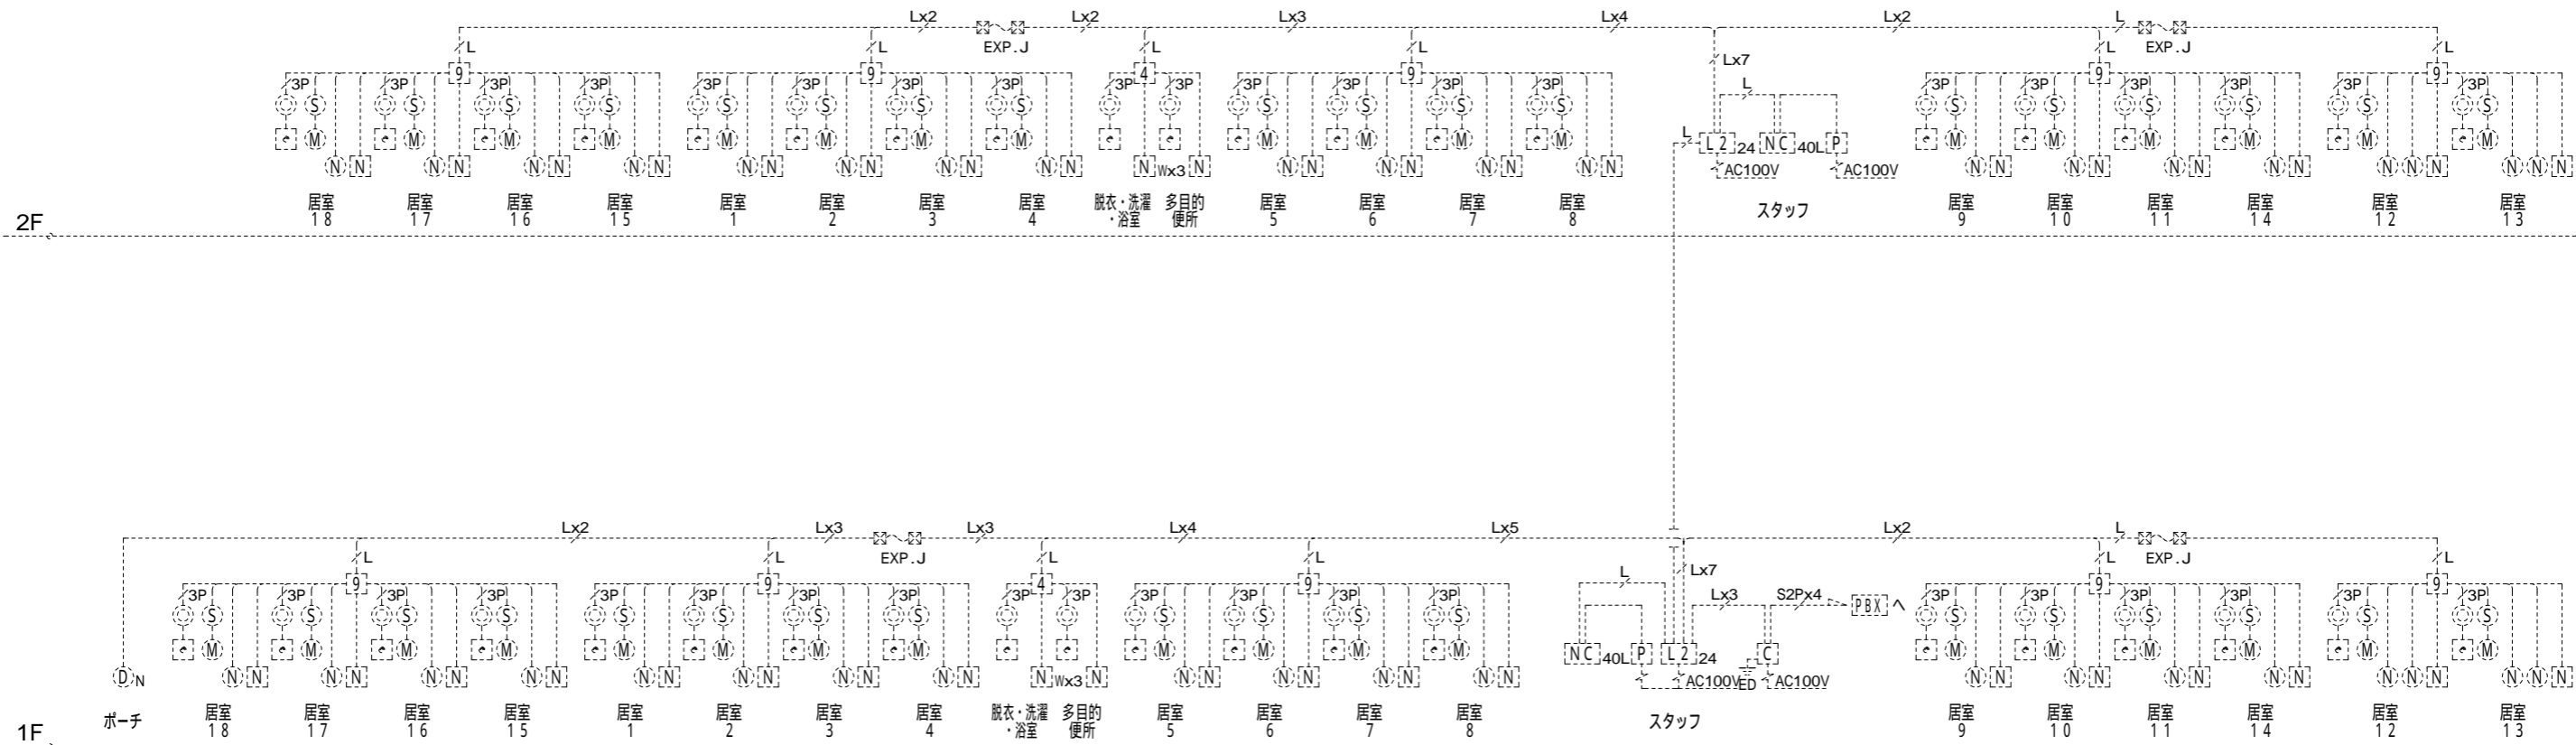 Lx2 Lx2 Lx3 Lx4 Lx2 L
EXP.J EXP.J
L L L L Lx7 L L
9 9 4 9 9 9
3P 3P 3P 3P 3P 3P 3P 3P 3P 3P 3P 3P 3P 3P L 3P 3P 3P 3P 3P 3P
S S S S S S S S S S S S S S S S S S
M M M M M M M M M M M M L L2 24 NC 40L P M M M M M M
N N N N N N N N N N N N N N N N N Wx3 N N N N N N N N N AC100V AC100V N N N N N N N N N N N N N N
居室 居室 居室 居室 居室 居室 居室 居室 脱衣・洗濯 多目的 居室 居室 居室 居室 スタッフ 居室 居室 居室 居室 居室 居室
18 17 16 15 1 2 3 4 ・浴室 便所 5 6 7 8 9 10 11 14 12 13
2F
Lx2 Lx3 Lx3 Lx4 Lx5 Lx2 L
EXP.J EXP.J
L L L L Lx7 L L
9 9 4 9 L 9 9
3P 3P 3P 3P 3P 3P 3P 3P 3P 3P 3P 3P 3P 3P Lx3 S2Px4 PBX へ 3P 3P 3P 3P 3P 3P
S S S S S S S S S S S S S S S S S S
M M M M M M M M M M M M NC 40L P L2 24 C M M M M M M
DN N N N N N N N N N N N N N N N N N Wx3 N N N N N N N N N AC100V ED AC100V N N N N N N N N N N N N N N
ポーチ 居室 居室 居室 居室 居室 居室 居室 居室 脱衣・洗濯 多目的 居室 居室 居室 居室 スタッフ 居室 居室 居室 居室 居室 居室
18 17 16 15 1 2 3 4 ・浴室 便所 5 6 7 8 9 10 11 14 12 13
1F